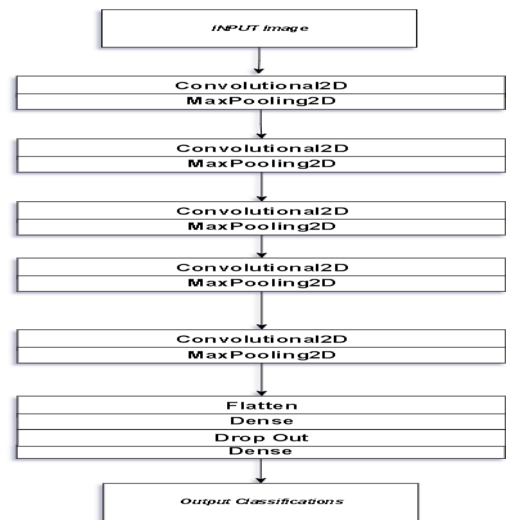 INPUT Image
Convolutional2D
MaxPooling2D
Convolutional2D
MaxPooling2D
Convolutional2D
MaxPooling2D
Convolutional2D
MaxPooling2D
Convolutional2D
MaxPooling2D
Flatten
Dense
Drop Out
Dense
Output Classifications